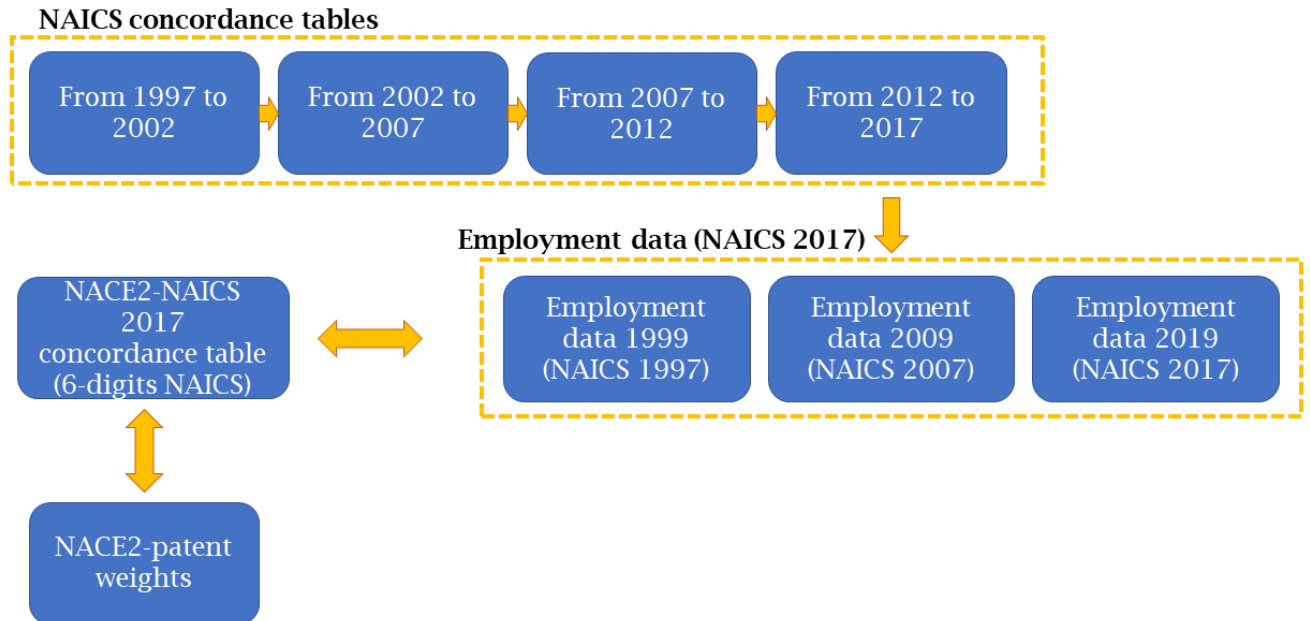 NAICS concordance tables
From 1997 to
2002
From 2002 to
2007
From 2007 to
2012
From 2012 to
2017
Employment data (NAICS 2017)
NACE2-NAICS
2017
concordance table
(6-digits NAICS)
Employment
data 1999
(NAICS 1997)
Employment
data 2009
(NAICS 2007)
Employment
data 2019
(NAICS 2017)
NACE2-patent
weights